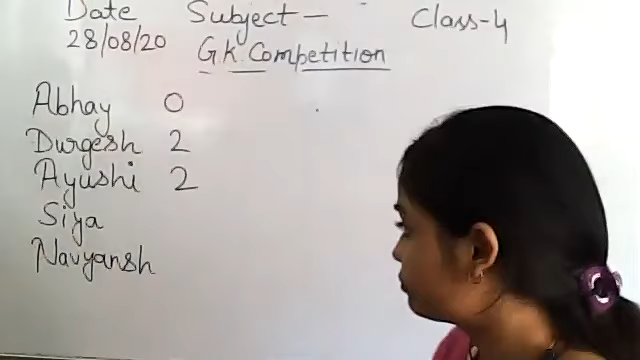 Date Subject - Class-4
28/08/20 G.K. Competition
Abhay 0
Durgesh 2
Ayushi 2
Siya
Navyansh